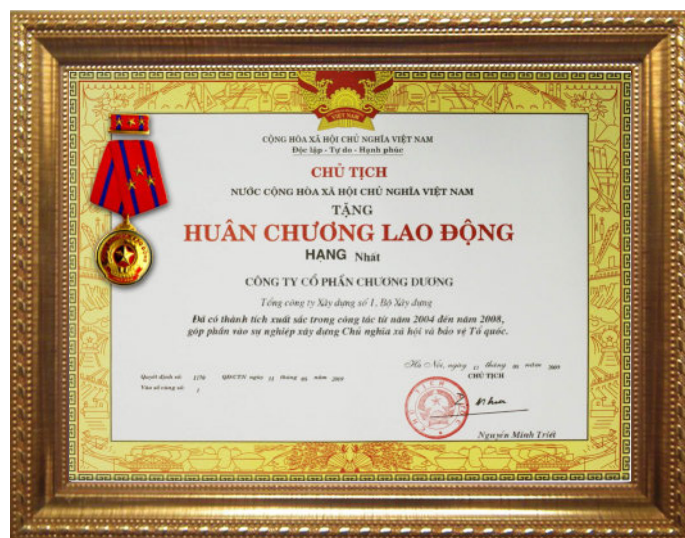 VIỆT NAM
CỘNG HÒA XÃ HỘI CHỦ NGHĨA VIỆT NAM
Độc lập - Tự do - Hạnh phúc
CHỦ TỊCH
NƯỚC CỘNG HÒA XÃ HỘI CHỦ NGHĨA VIỆT NAM
TẶNG
HUÂN CHƯƠNG LAO ĐỘNG
HẠNG Nhất
CÔNG TY CỔ PHẦN CHƯƠNG DƯƠNG
Tổng công ty Xây dựng số 1, Bộ Xây dựng
Đã có thành tích xuất sắc trong công tác từ năm 2004 đến năm 2008,
góp phần vào sự nghiệp xây dựng Chủ nghĩa xã hội và bảo vệ Tổ quốc.
Hà Nội, ngày tháng năm 2009
Quyết định số: QĐ/CTN ngày tháng năm 2009
CHỦ TỊCH
Vào sổ vàng số: 1
Nguyễn Minh Triết